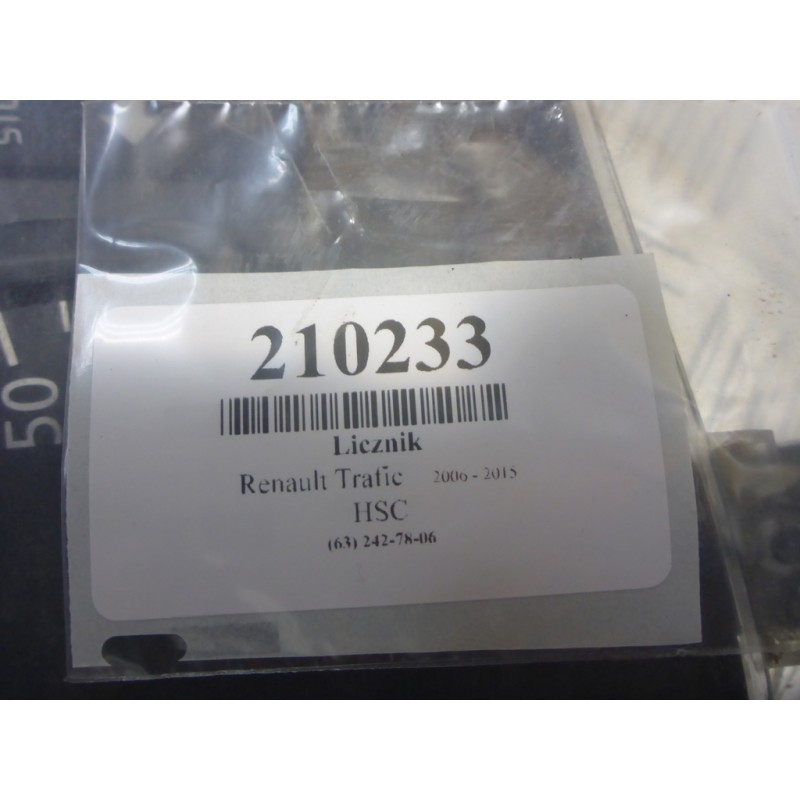 210233
Licznik
Renault Trafic 2006 - 2015
HSC
(63) 242-78-06
50